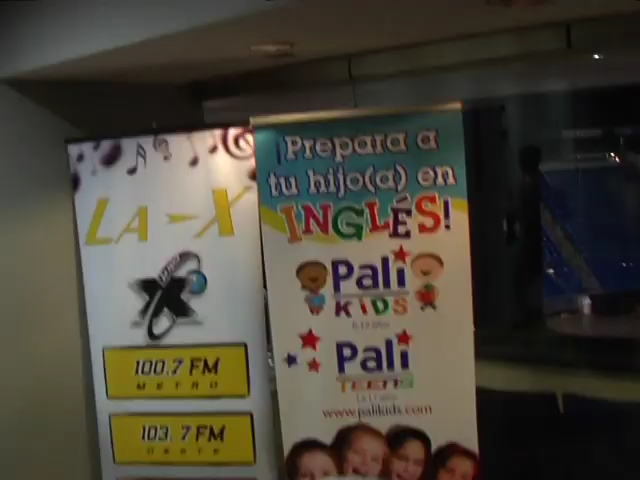 LA-X
X
100.7 FM
METRO
103.7 FM
OESTE
¡Prepara a
tu hijo(a) en
INGLÉS!
Pali
KIDS
Pali
TEENS
www.palikids.com